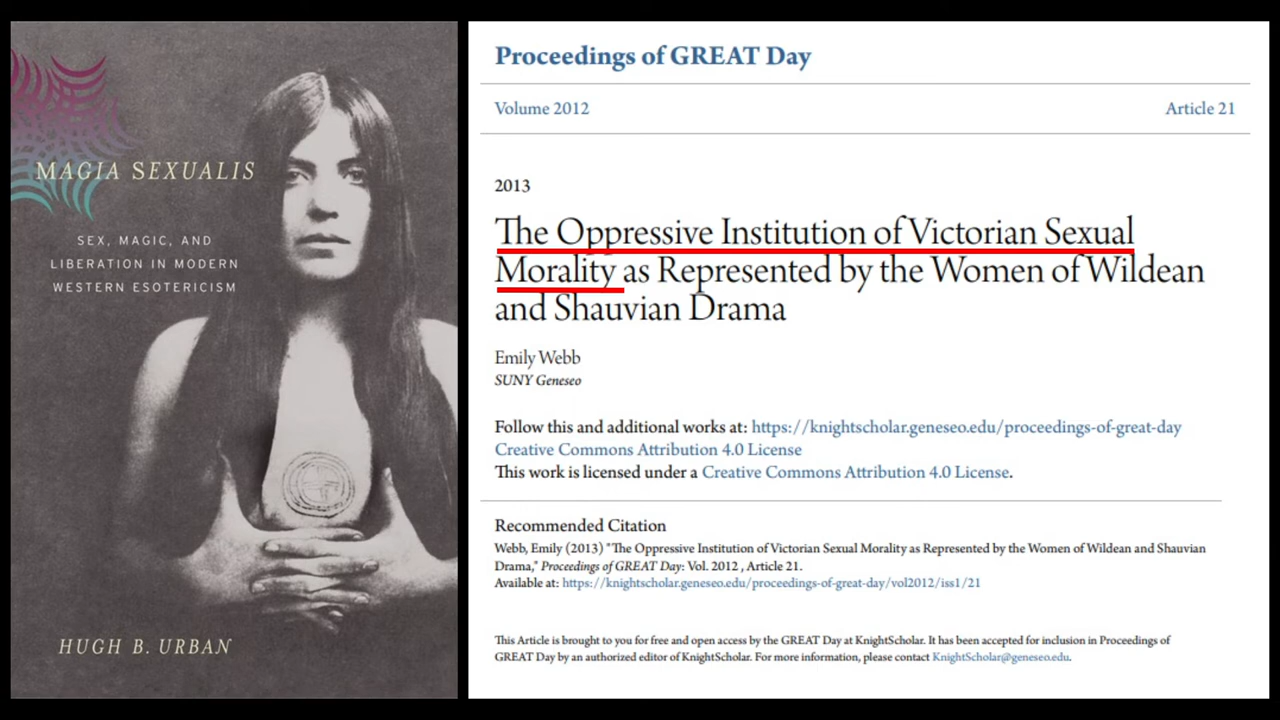 MAGIA SEXUALIS
SEX, MAGIC, AND
LIBERATION IN MODERN
WESTERN ESOTERICISM
HUGH B. URBAN
Proceedings of GREAT Day
Volume 2012
Article 21
2013
The Oppressive Institution of Victorian Sexual
Morality as Represented by the Women of Wildean
and Shauvian Drama
Emily Webb
SUNY Geneseo
Follow this and additional works at: https://knightscholar.geneseo.edu/proceedings-of-great-day
Creative Commons Attribution 4.0 License
This work is licensed under a Creative Commons Attribution 4.0 License.
Recommended Citation
Webb, Emily (2013) "The Oppressive Institution of Victorian Sexual Morality as Represented by the Women of Wildean and Shauvian
Drama," Proceedings of GREAT Day: Vol. 2012 , Article 21.
Available at: https://knightscholar.geneseo.edu/proceedings-of-great-day/vol2012/iss1/21
This Article is brought to you for free and open access by the GREAT Day at KnightScholar. It has been accepted for inclusion in Proceedings of
GREAT Day by an authorized editor of KnightScholar. For more information, please contact KnightScholar@geneseo.edu.